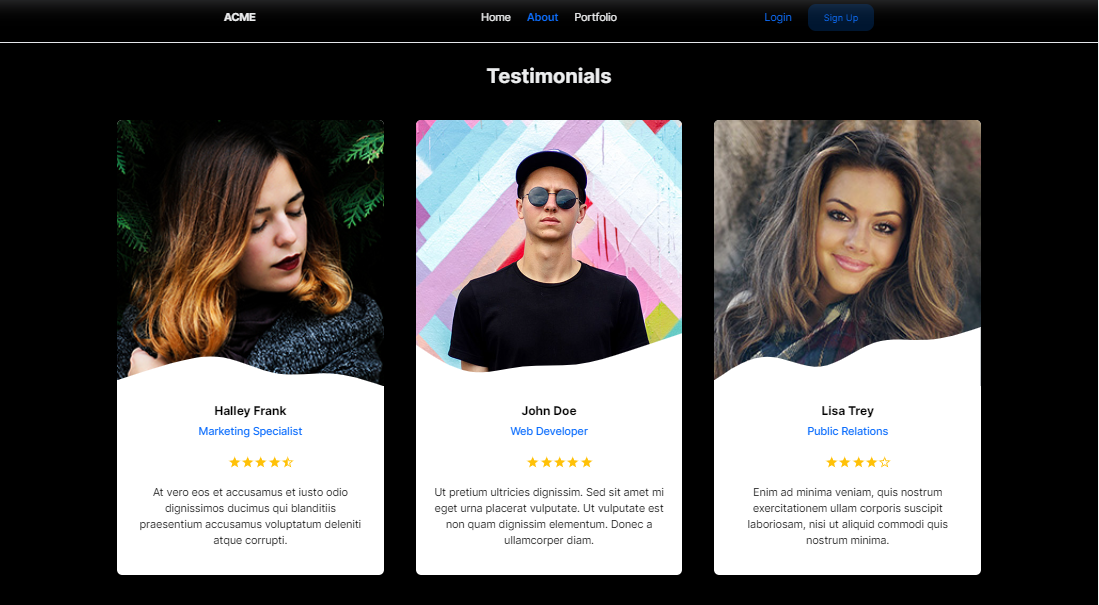 ACME Home About Portfolio Login Sign Up
Testimonials
Halley Frank
Marketing Specialist
At vero eos et accusamus et iusto odio
dignissimos ducimus qui blanditiis
praesentium accusamus voluptatum deleniti
atque corrupti.
John Doe
Web Developer
Ut pretium ultricies dignissim. Sed sit amet mi
eget urna placerat vulputate. Ut vulputate est
non quam dignissim elementum. Donec a
ullamcorper diam.
Lisa Trey
Public Relations
Enim ad minima veniam, quis nostrum
exercitationem ullam corporis suscipit
laboriosam, nisi ut aliquid commodi quis
nostrum minima.